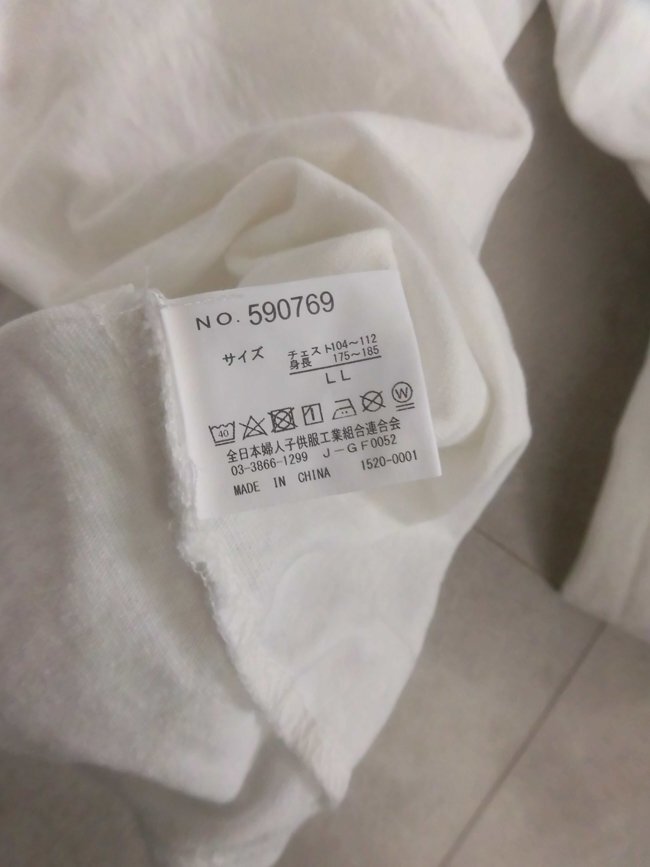 NO. 590769
サイズ
チェスト104～112
身長 175～185
LL
40 W
全日本婦人子供服工業組合連合会
03-3866-1299 J-GF0052
MADE IN CHINA 1520-0001